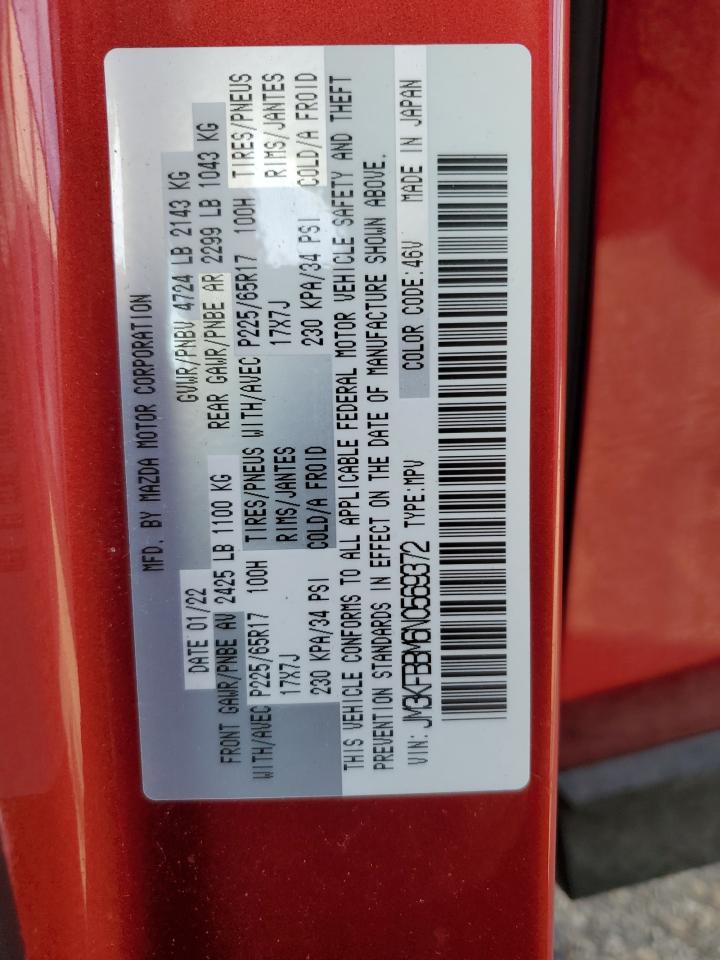 MFD. BY MAZDA MOTOR CORPORATION
DATE 01/22 GVWR/PNBV 4724 LB 2143 KG
FRONT GAWR/PNBE AV 2425 LB 1100 KG REAR GAWR/PNBE AR 2299 LB 1043 KG
WITH/AVEC P225/65R17 100H TIRES/PNEUS WITH/AVEC P225/65R17 100H TIRES/PNEUS
17X7J RIMS/JANTES 17X7J RIMS/JANTES
230 KPA/34 PSI COLD/A FROID 230 KPA/34 PSI COLD/A FROID
THIS VEHICLE CONFORMS TO ALL APPLICABLE FEDERAL MOTOR VEHICLE SAFETY AND THEFT
PREVENTION STANDARDS IN EFFECT ON THE DATE OF MANUFACTURE SHOWN ABOVE.
VIN: JM3KFBBM6N0569372 TYPE:MPV COLOR CODE:46V MADE IN JAPAN